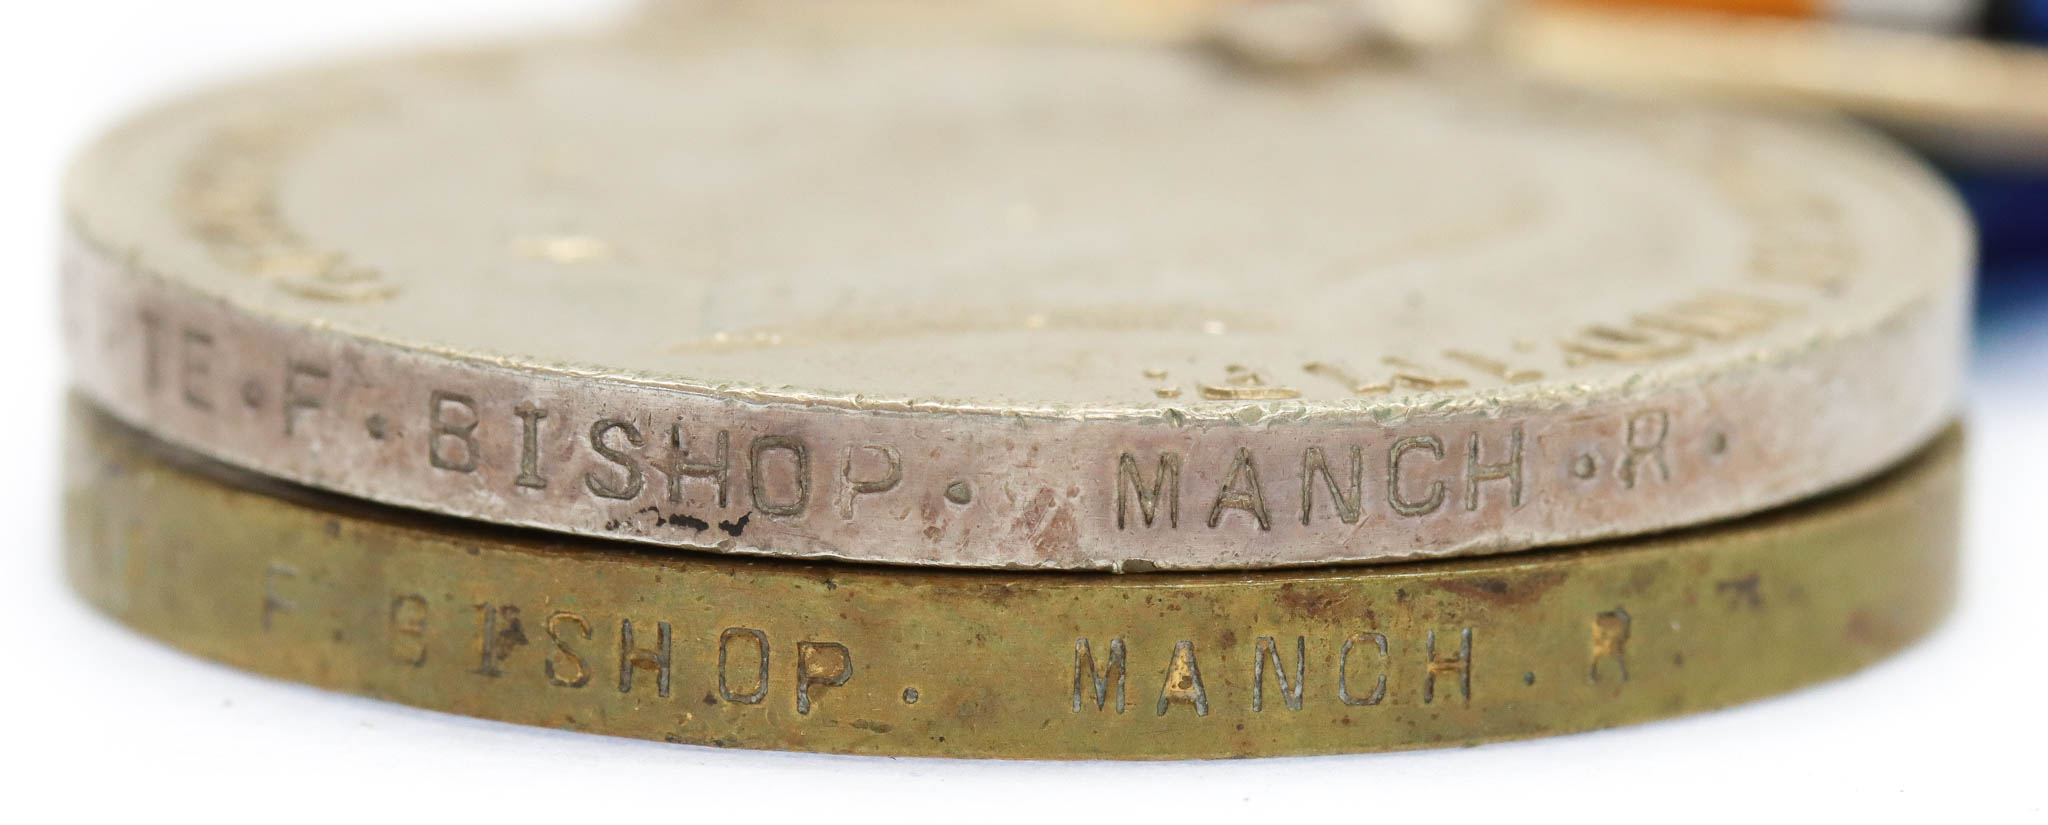 TE · F · BISHOP · MANCH · R ·
F · BISHOP · MANCH · R ·